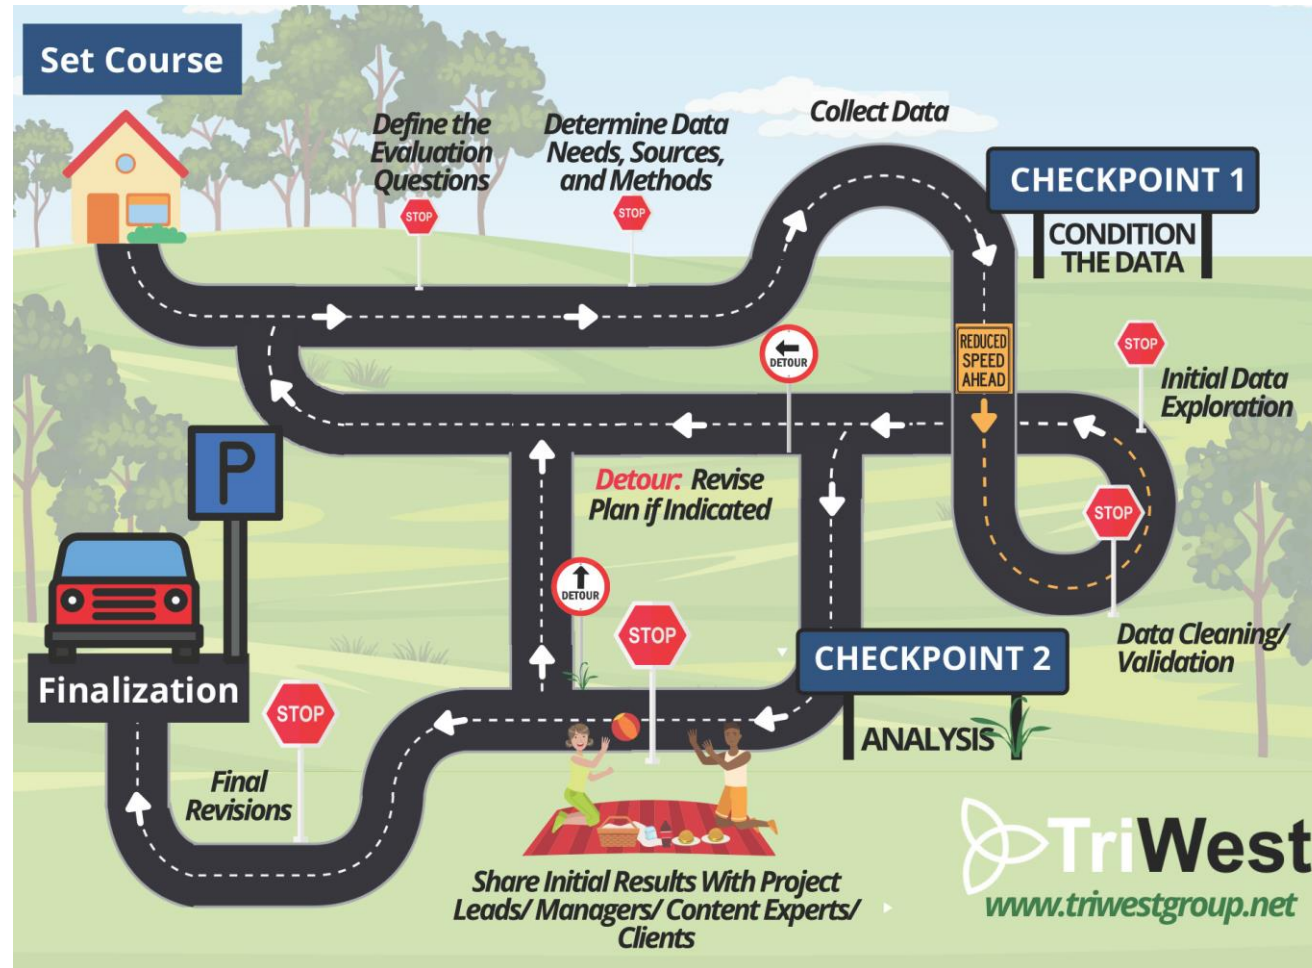 Set Course
Define the
Evaluation
Questions
STOP
Determine Data
Needs, Sources,
and Methods
STOP
Collect Data
CHECKPOINT 1
CONDITION
THE DATA
REDUCED
SPEED
AHEAD
STOP
Initial Data
Exploration
DETOUR
Detour: Revise
Plan if Indicated
STOP
Data Cleaning/
Validation
P
DETOUR
STOP
CHECKPOINT 2
ANALYSIS
Finalization
STOP
Final
Revisions
Share Initial Results With Project
Leads/ Managers/ Content Experts/
Clients
TriWest
www.triwestgroup.net